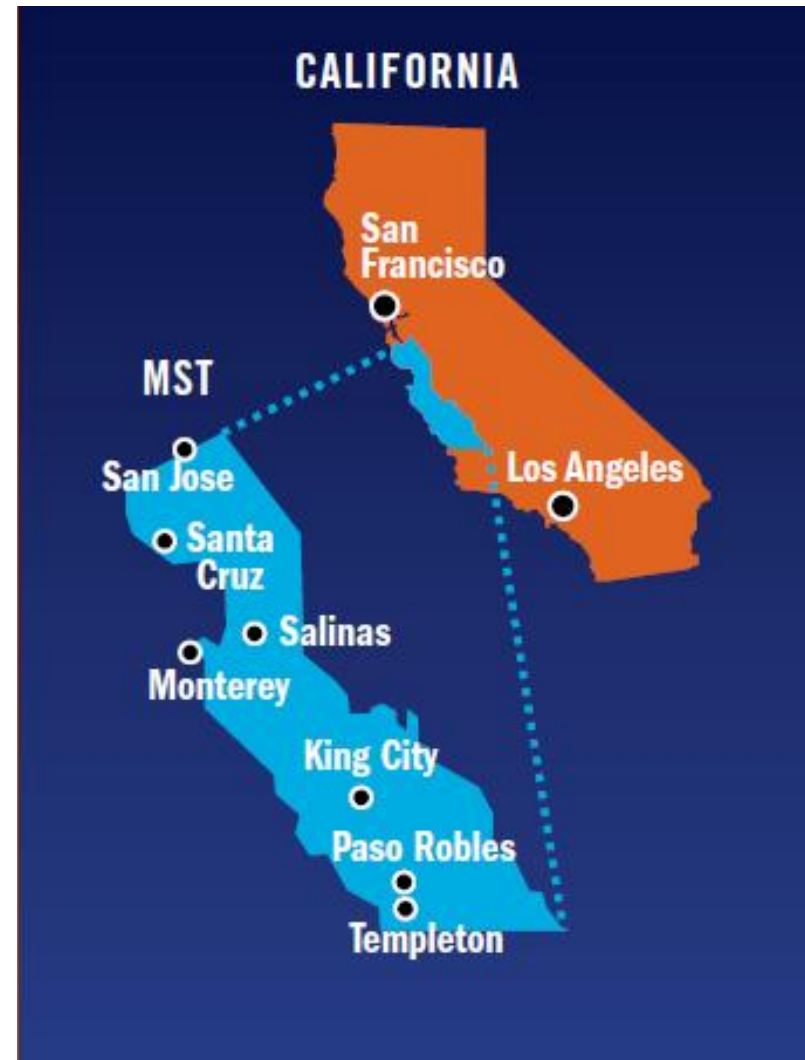 CALIFORNIA
San
Francisco
MST
Los Angeles
San Jose
Santa
Cruz
Salinas
Monterey
King City
Paso Robles
Templeton